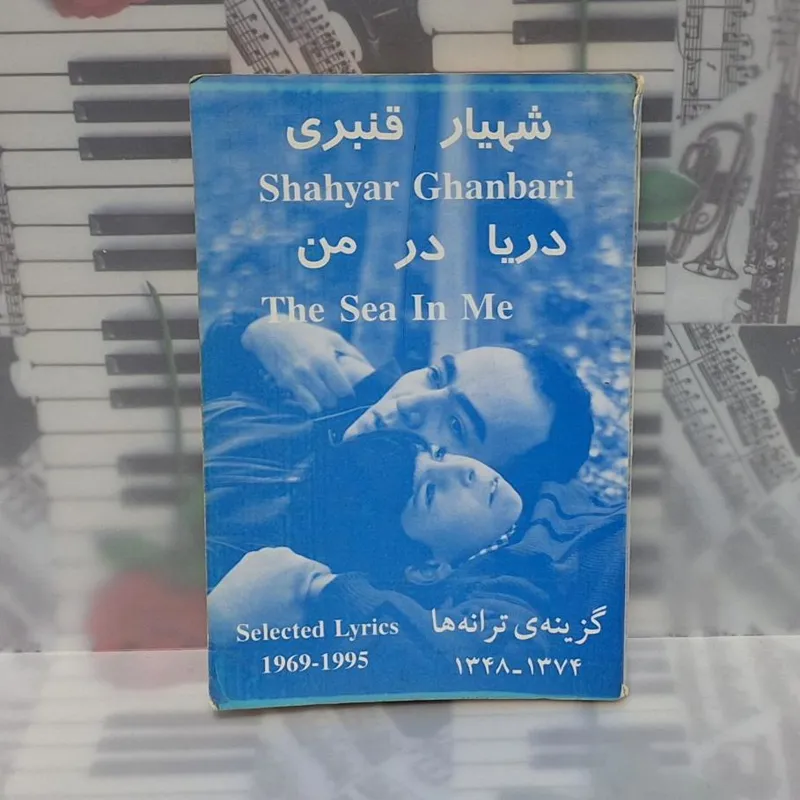 شهیار قنبری
Shahyar Ghanbari
دریا در من
The Sea In Me
گزینه‌ی ترانه‌ها
۱۳۴۸-۱۳۷۴
Selected Lyrics
1969-1995